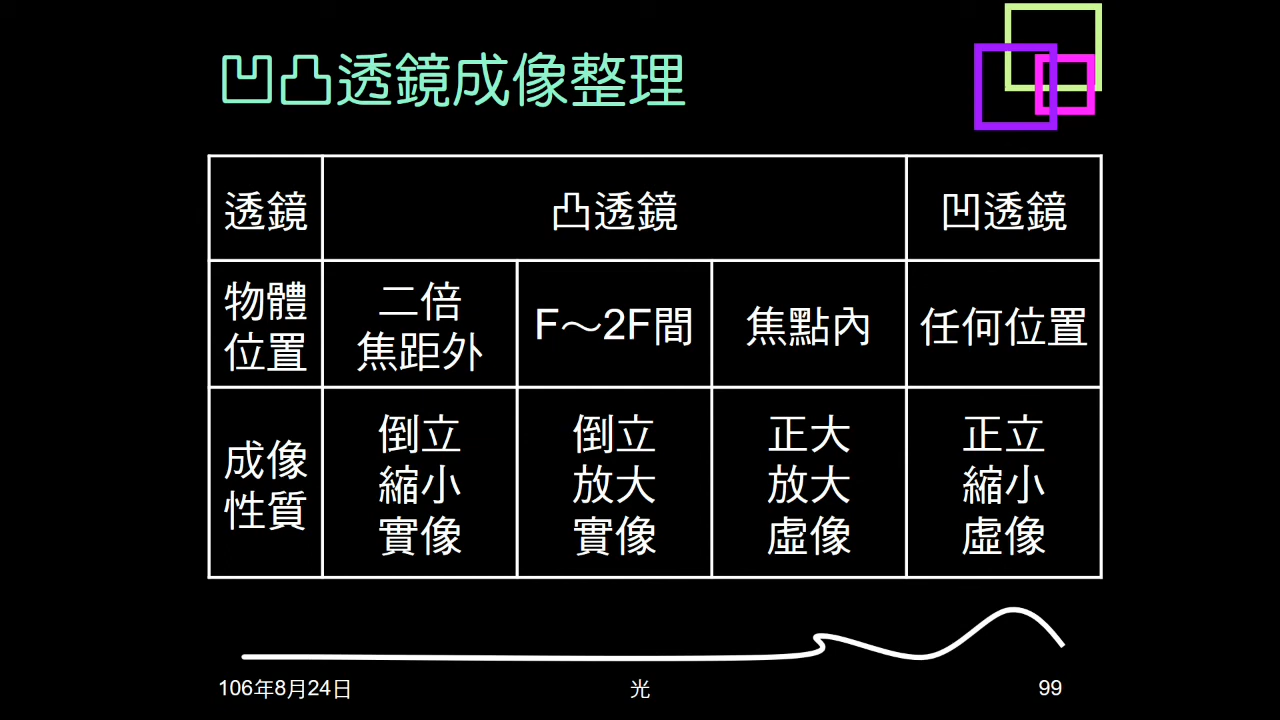 凹凸透鏡成像整理
透鏡
凸透鏡
凹透鏡
物體
位置
二倍
焦距外
F～2F間
焦點內
任何位置
成像
性質
倒立
縮小
實像
倒立
放大
實像
正大
放大
虛像
正立
縮小
虛像
106年8月24日
光
99